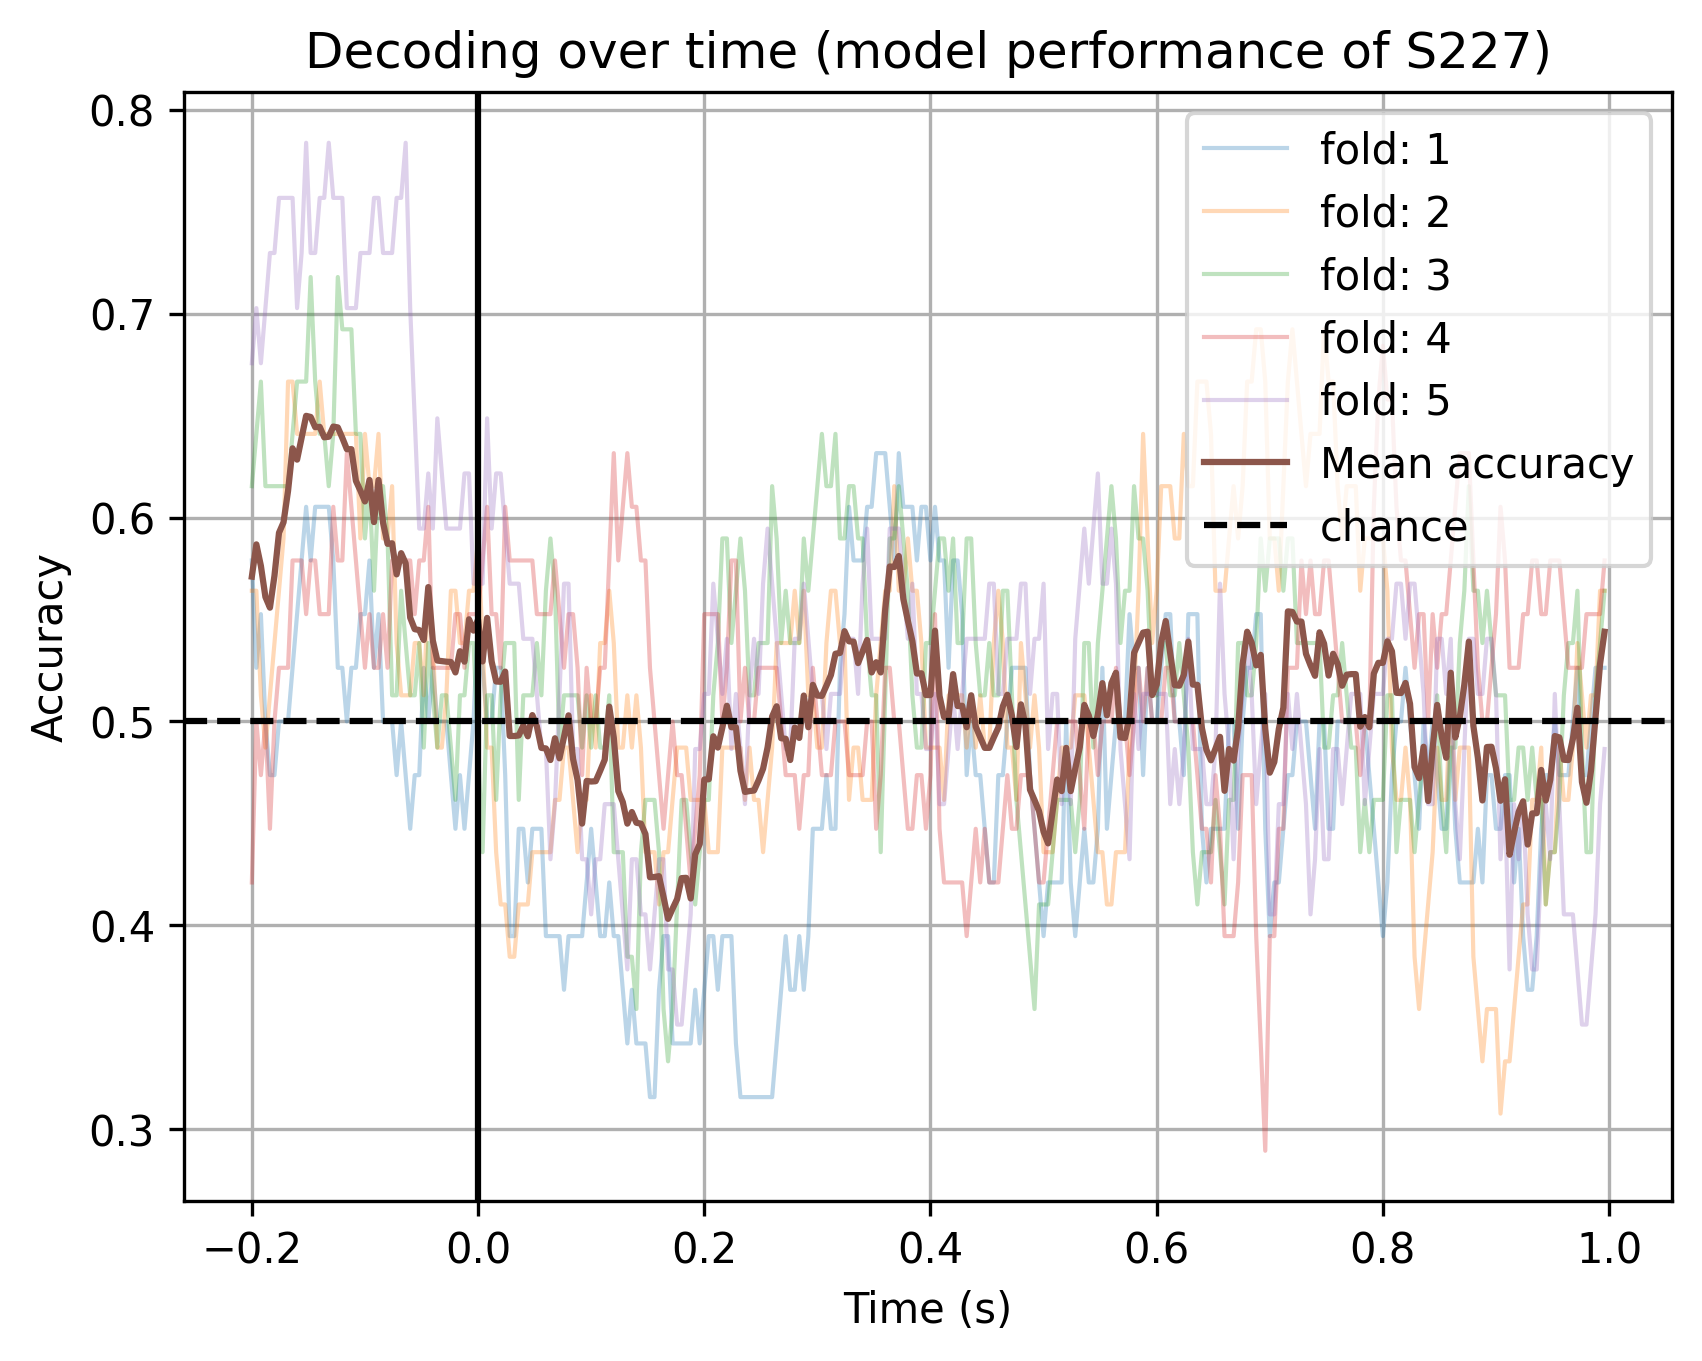 Decoding over time (model performance of S227)
0.8
0.7
0.6
0.5
0.4
0.3
Accuracy
fold: 1
fold: 2
fold: 3
fold: 4
fold: 5
Mean accuracy
chance
−0.2 0.0 0.2 0.4 0.6 0.8 1.0
Time (s)